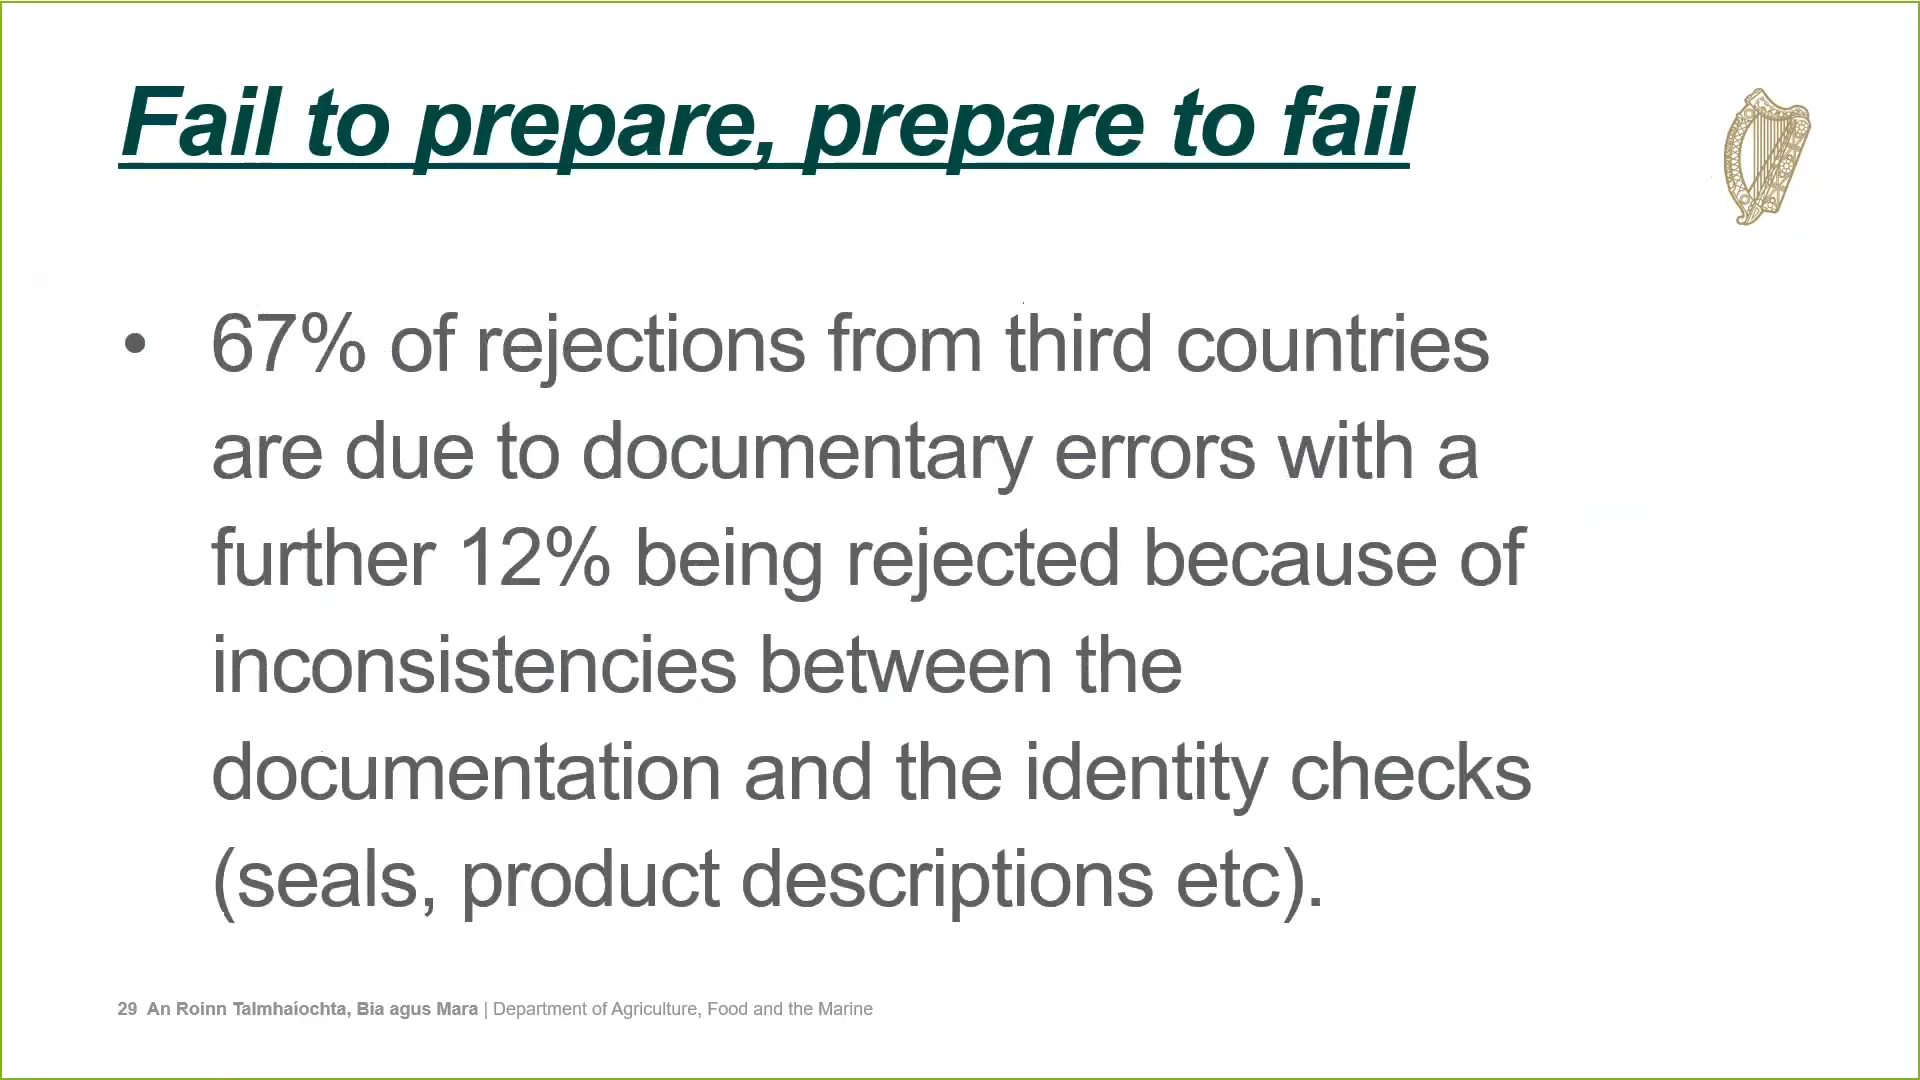 Fail to prepare, prepare to fail
• 67% of rejections from third countries
are due to documentary errors with a
further 12% being rejected because of
inconsistencies between the
documentation and the identity checks
(seals, product descriptions etc).
29 An Roinn Talmhaíochta, Bia agus Mara | Department of Agriculture, Food and the Marine